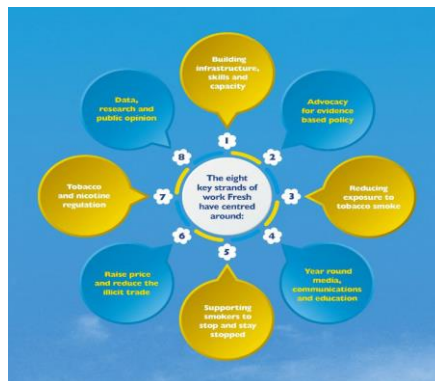 The eight
key strands of
work Fresh
have centred
around:
1
Building
infrastructure,
skills and
capacity
2
Advocacy
for evidence
based policy
3
Reducing
exposure to
tobacco smoke
4
Year round
media,
communications
and education
5
Supporting
smokers to
stop and stay
stopped
6
Raise price
and reduce the
illicit trade
7
Tobacco
and nicotine
regulation
8
Data,
research and
public opinion